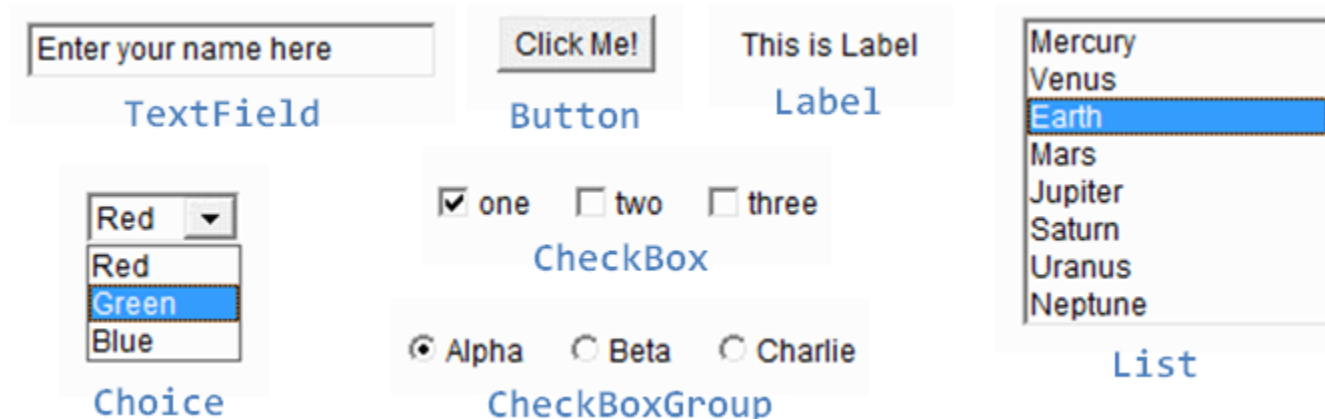 Enter your name here
TextField
Click Me!
Button
This is Label
Label
Mercury
Venus
Earth
Mars
Jupiter
Saturn
Uranus
Neptune
List
Red
Red
Green
Blue
Choice
one two three
CheckBox
Alpha Beta Charlie
CheckBoxGroup